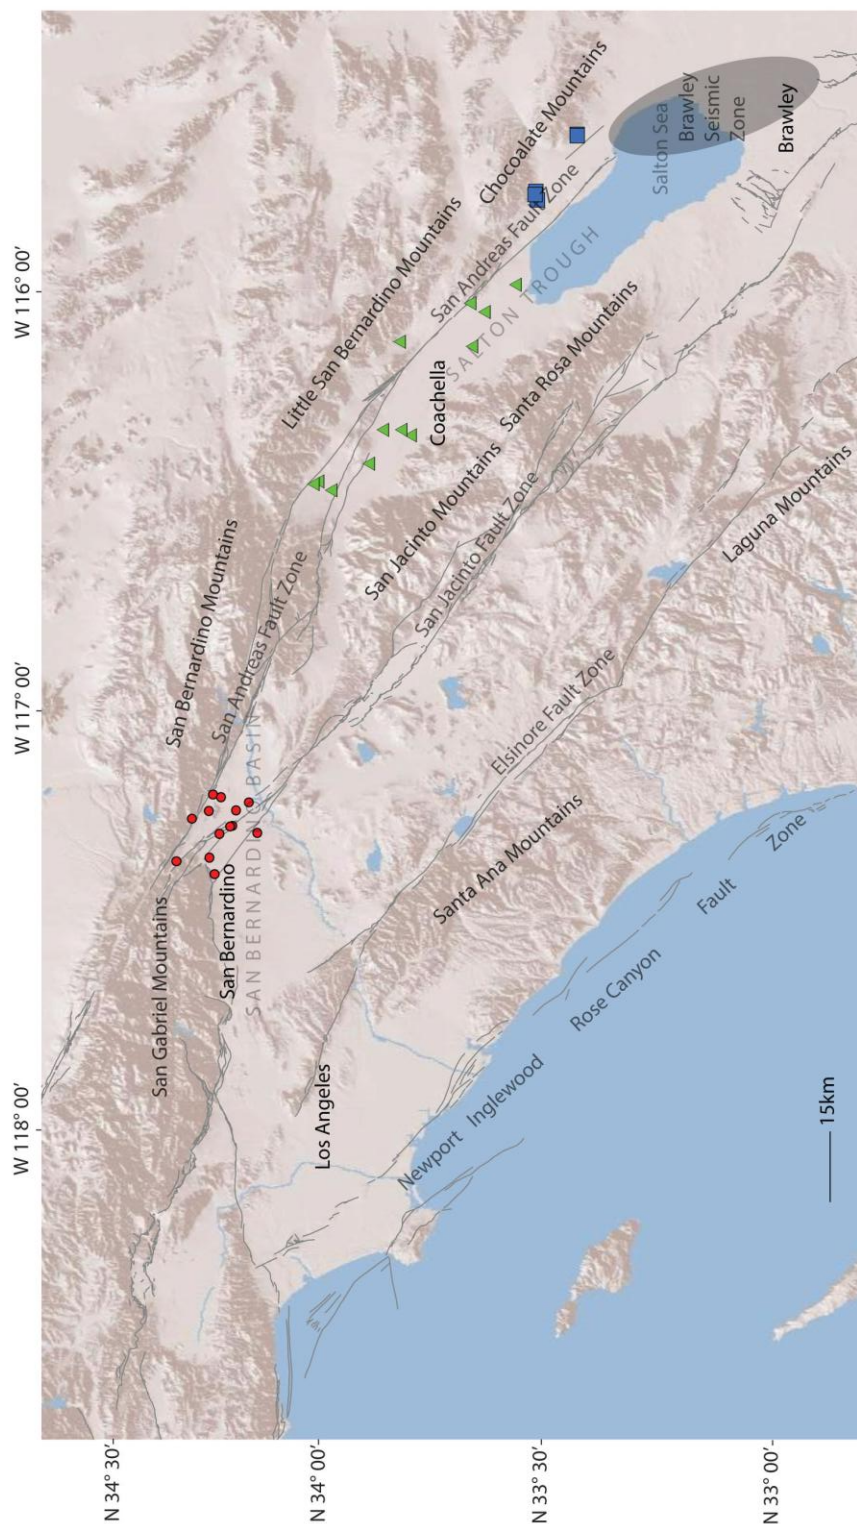 W 118° 00'
W 117° 00'
W 116° 00'
N 34° 30'
N 34° 00'
N 33° 30'
N 33° 00'
San Gabriel Mountains
San Bernardino Mountains
San Andreas Fault Zone
San Bernardino
SAN BERNARDINO BASIN
Little San Bernardino Mountains
Chocoalate Mountains
San Andreas Fault Zone
SALTON TROUGH
Coachella
Los Angeles
San Jacinto Mountains
San Jacinto Fault Zone
Santa Rosa Mountains
Salton Sea
Brawley
Seismic
Zone
Brawley
Santa Ana Mountains
Elsinore Fault Zone
Laguna Mountains
Newport Inglewood
Rose Canyon
Fault
Zone
15km